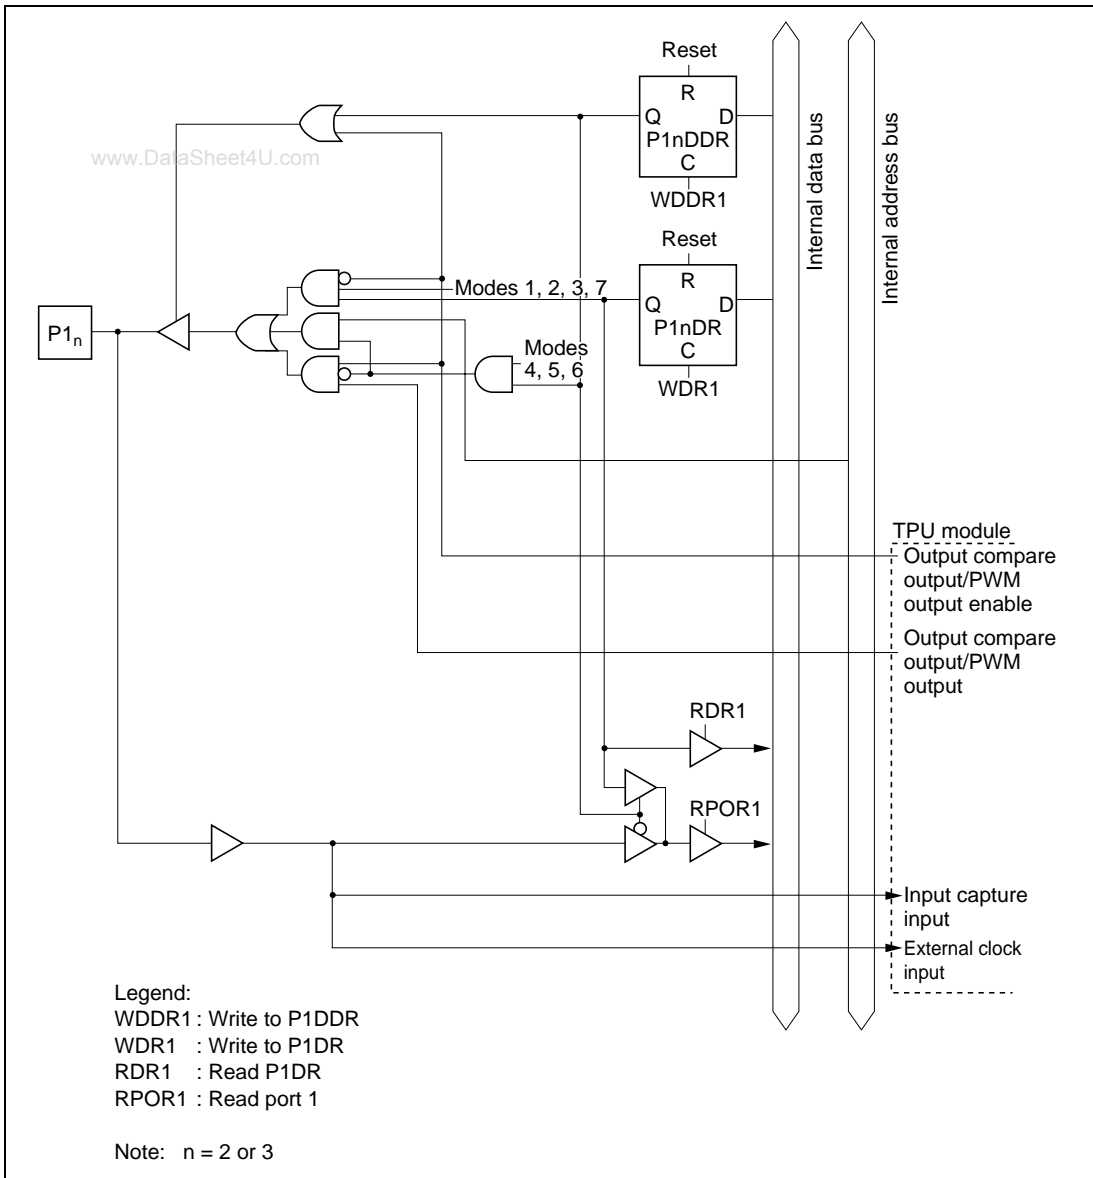 Reset
R
Q D
P1nDDR
C
WDDR1
www.DataSheet4U.com
Internal data bus
Internal address bus
Reset
R
Modes 1, 2, 3, 7
Q D
P1nDR
C
WDR1
P1n
Modes
4, 5, 6
TPU module
Output compare
output/PWM
output enable
Output compare
output/PWM
output
RDR1
RPOR1
Input capture
input
External clock
input
Legend:
WDDR1 : Write to P1DDR
WDR1 : Write to P1DR
RDR1 : Read P1DR
RPOR1 : Read port 1
Note: n = 2 or 3